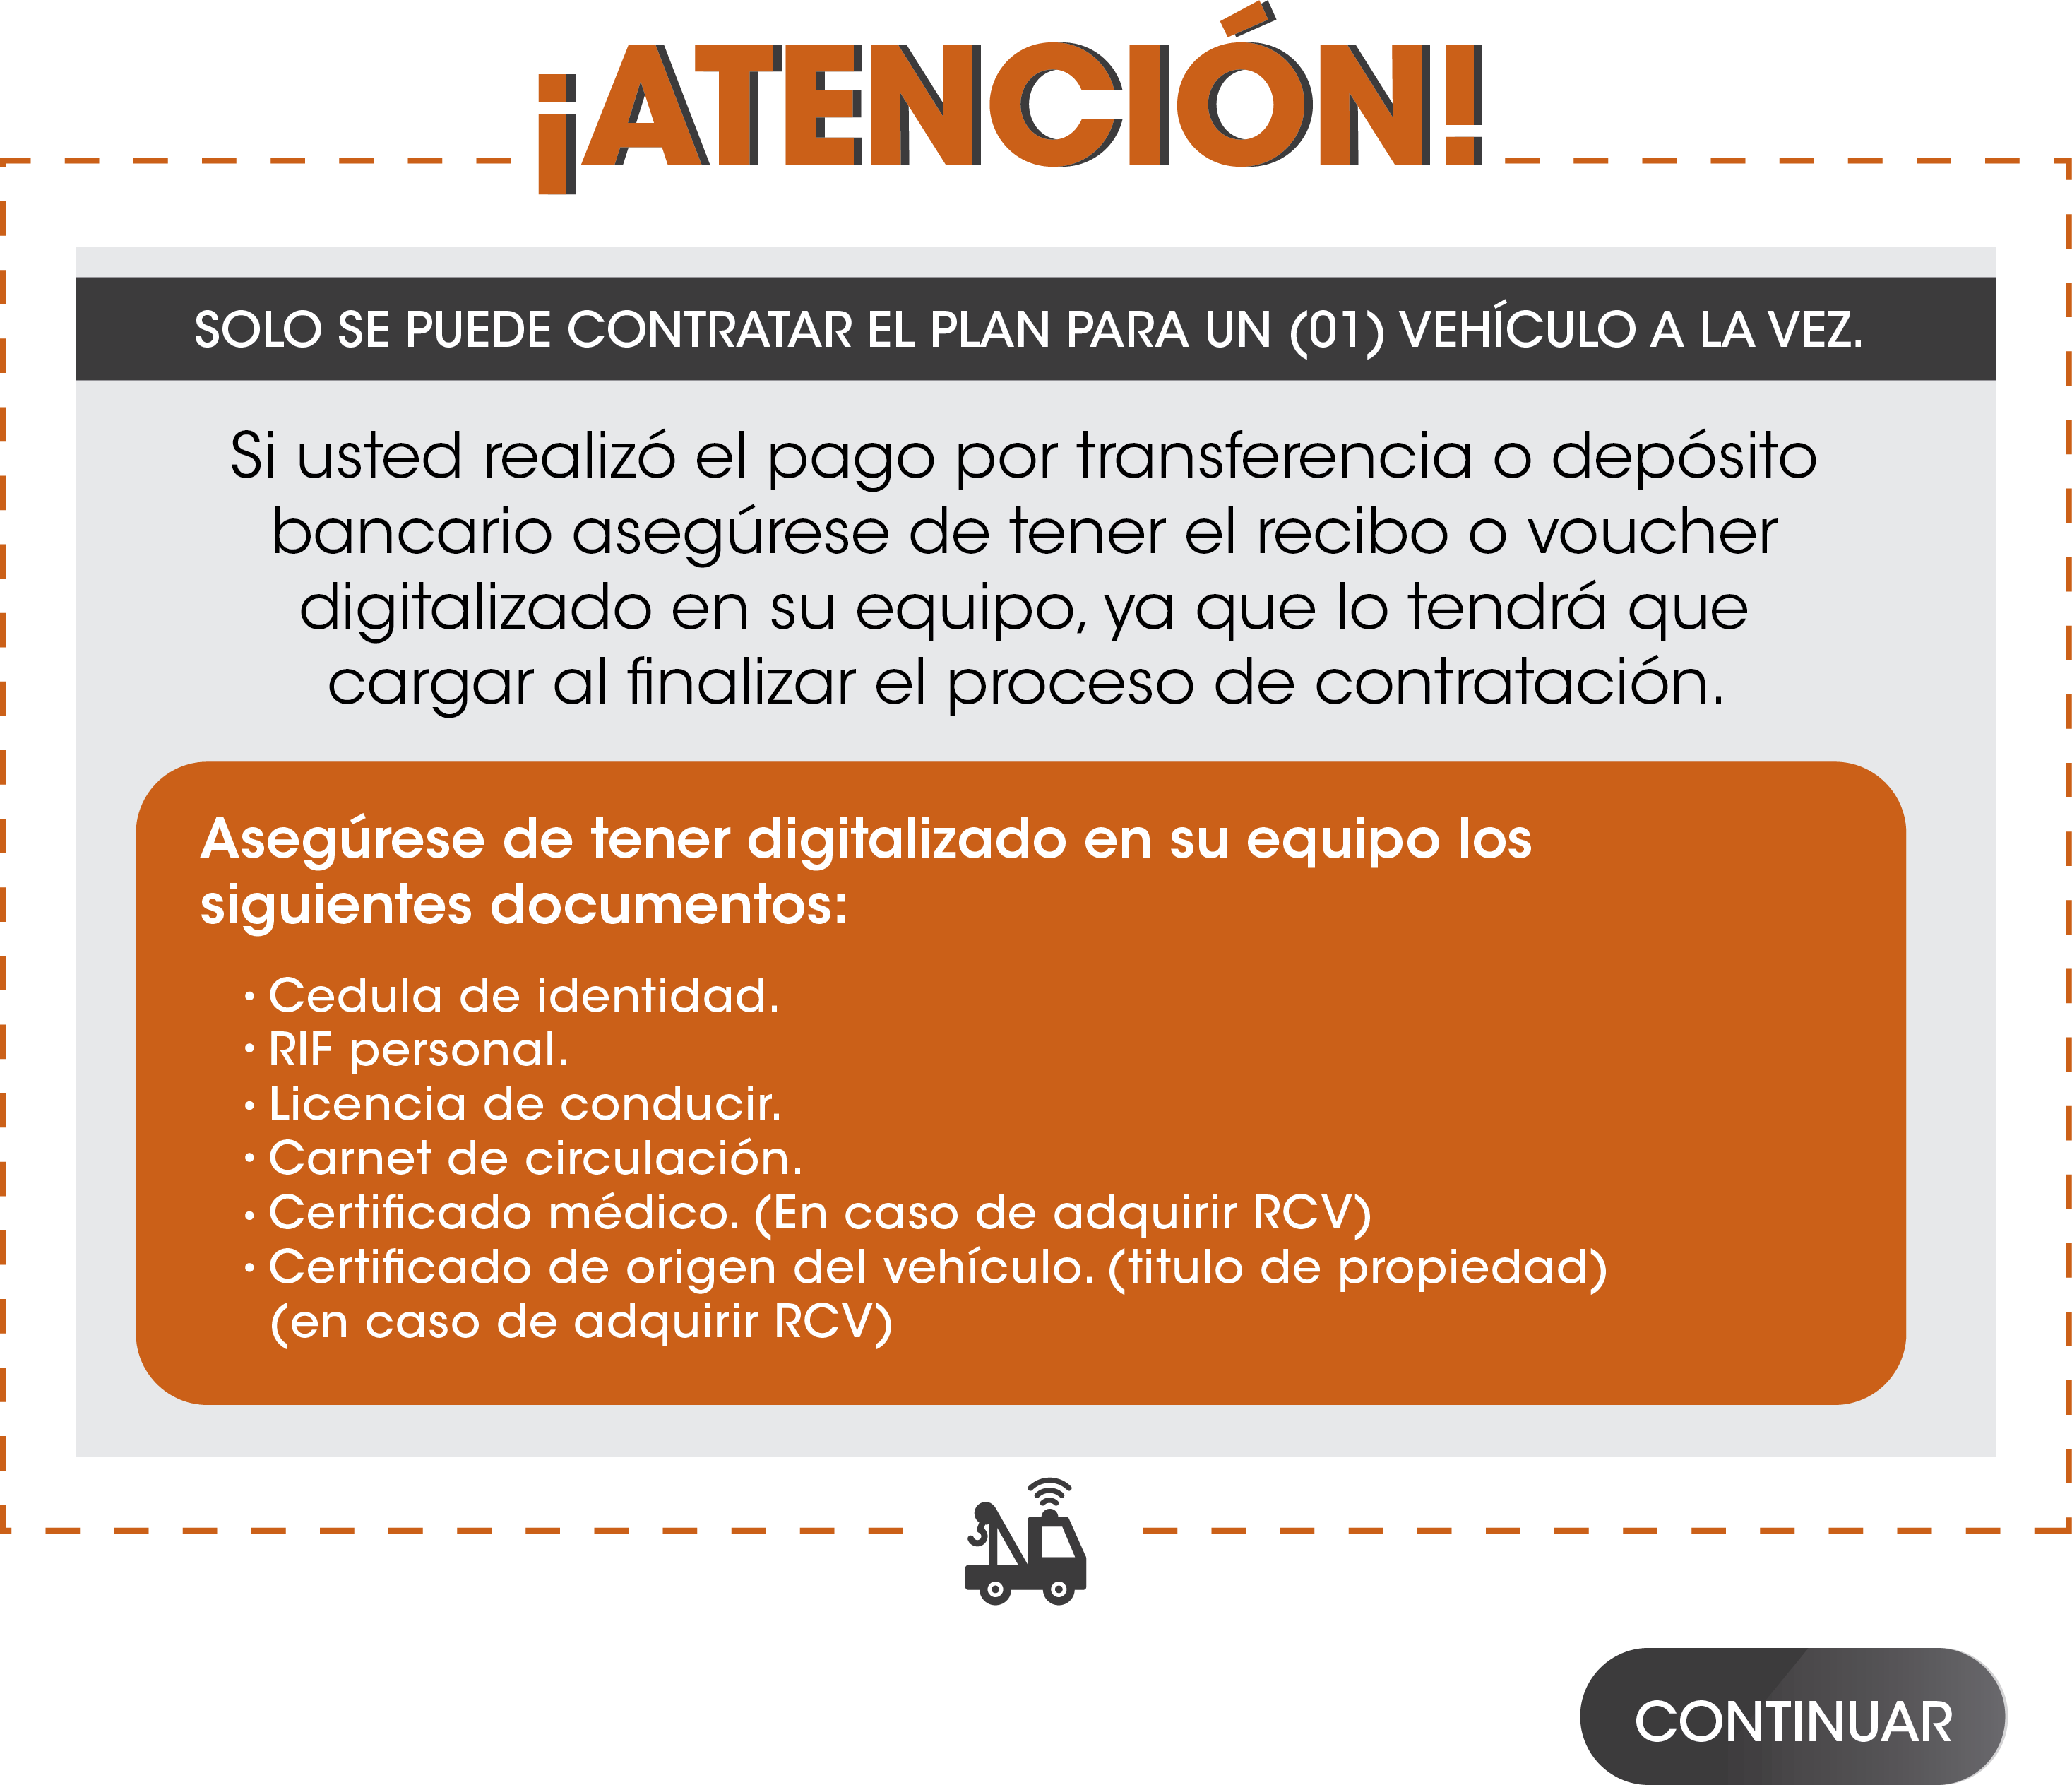 ¡ATENCIÓN!
SOLO SE PUEDE CONTRATAR EL PLAN PARA UN (01) VEHÍCULO A LA VEZ.
Si usted realizó el pago por transferencia o depósito
bancario asegúrese de tener el recibo o voucher
digitalizado en su equipo, ya que lo tendrá que
cargar al finalizar el proceso de contratación.
Asegúrese de tener digitalizado en su equipo los
siguientes documentos:
• Cedula de identidad.
• RIF personal.
• Licencia de conducir.
• Carnet de circulación.
• Certificado médico. (En caso de adquirir RCV)
• Certificado de origen del vehículo. (titulo de propiedad)
(en caso de adquirir RCV)
CONTINUAR